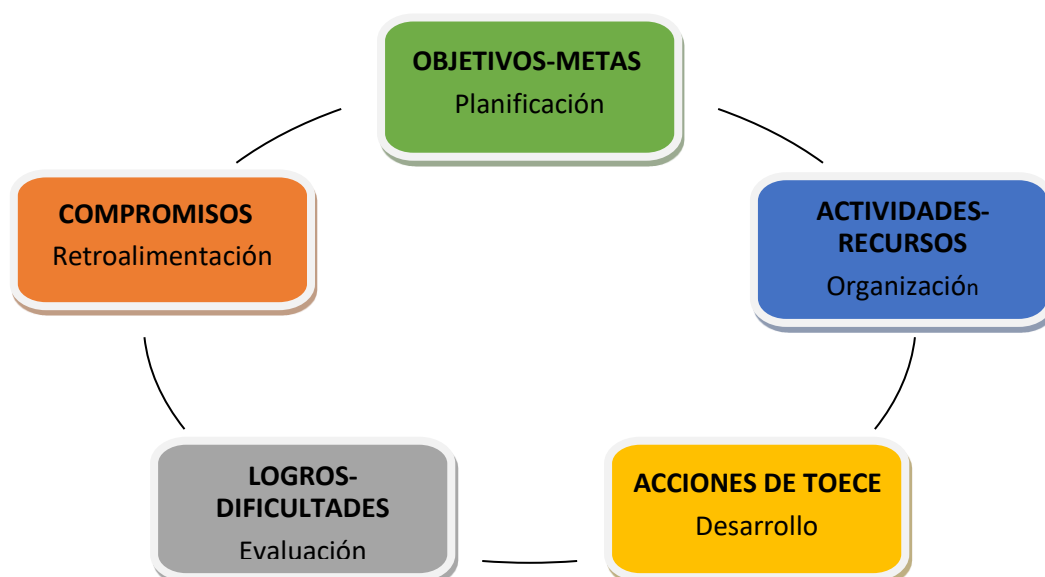 OBJETIVOS-METAS
Planificación
ACTIVIDADES-
RECURSOS
Organización
ACCIONES DE TOECE
Desarrollo
LOGROS-
DIFICULTADES
Evaluación
COMPROMISOS
Retroalimentación